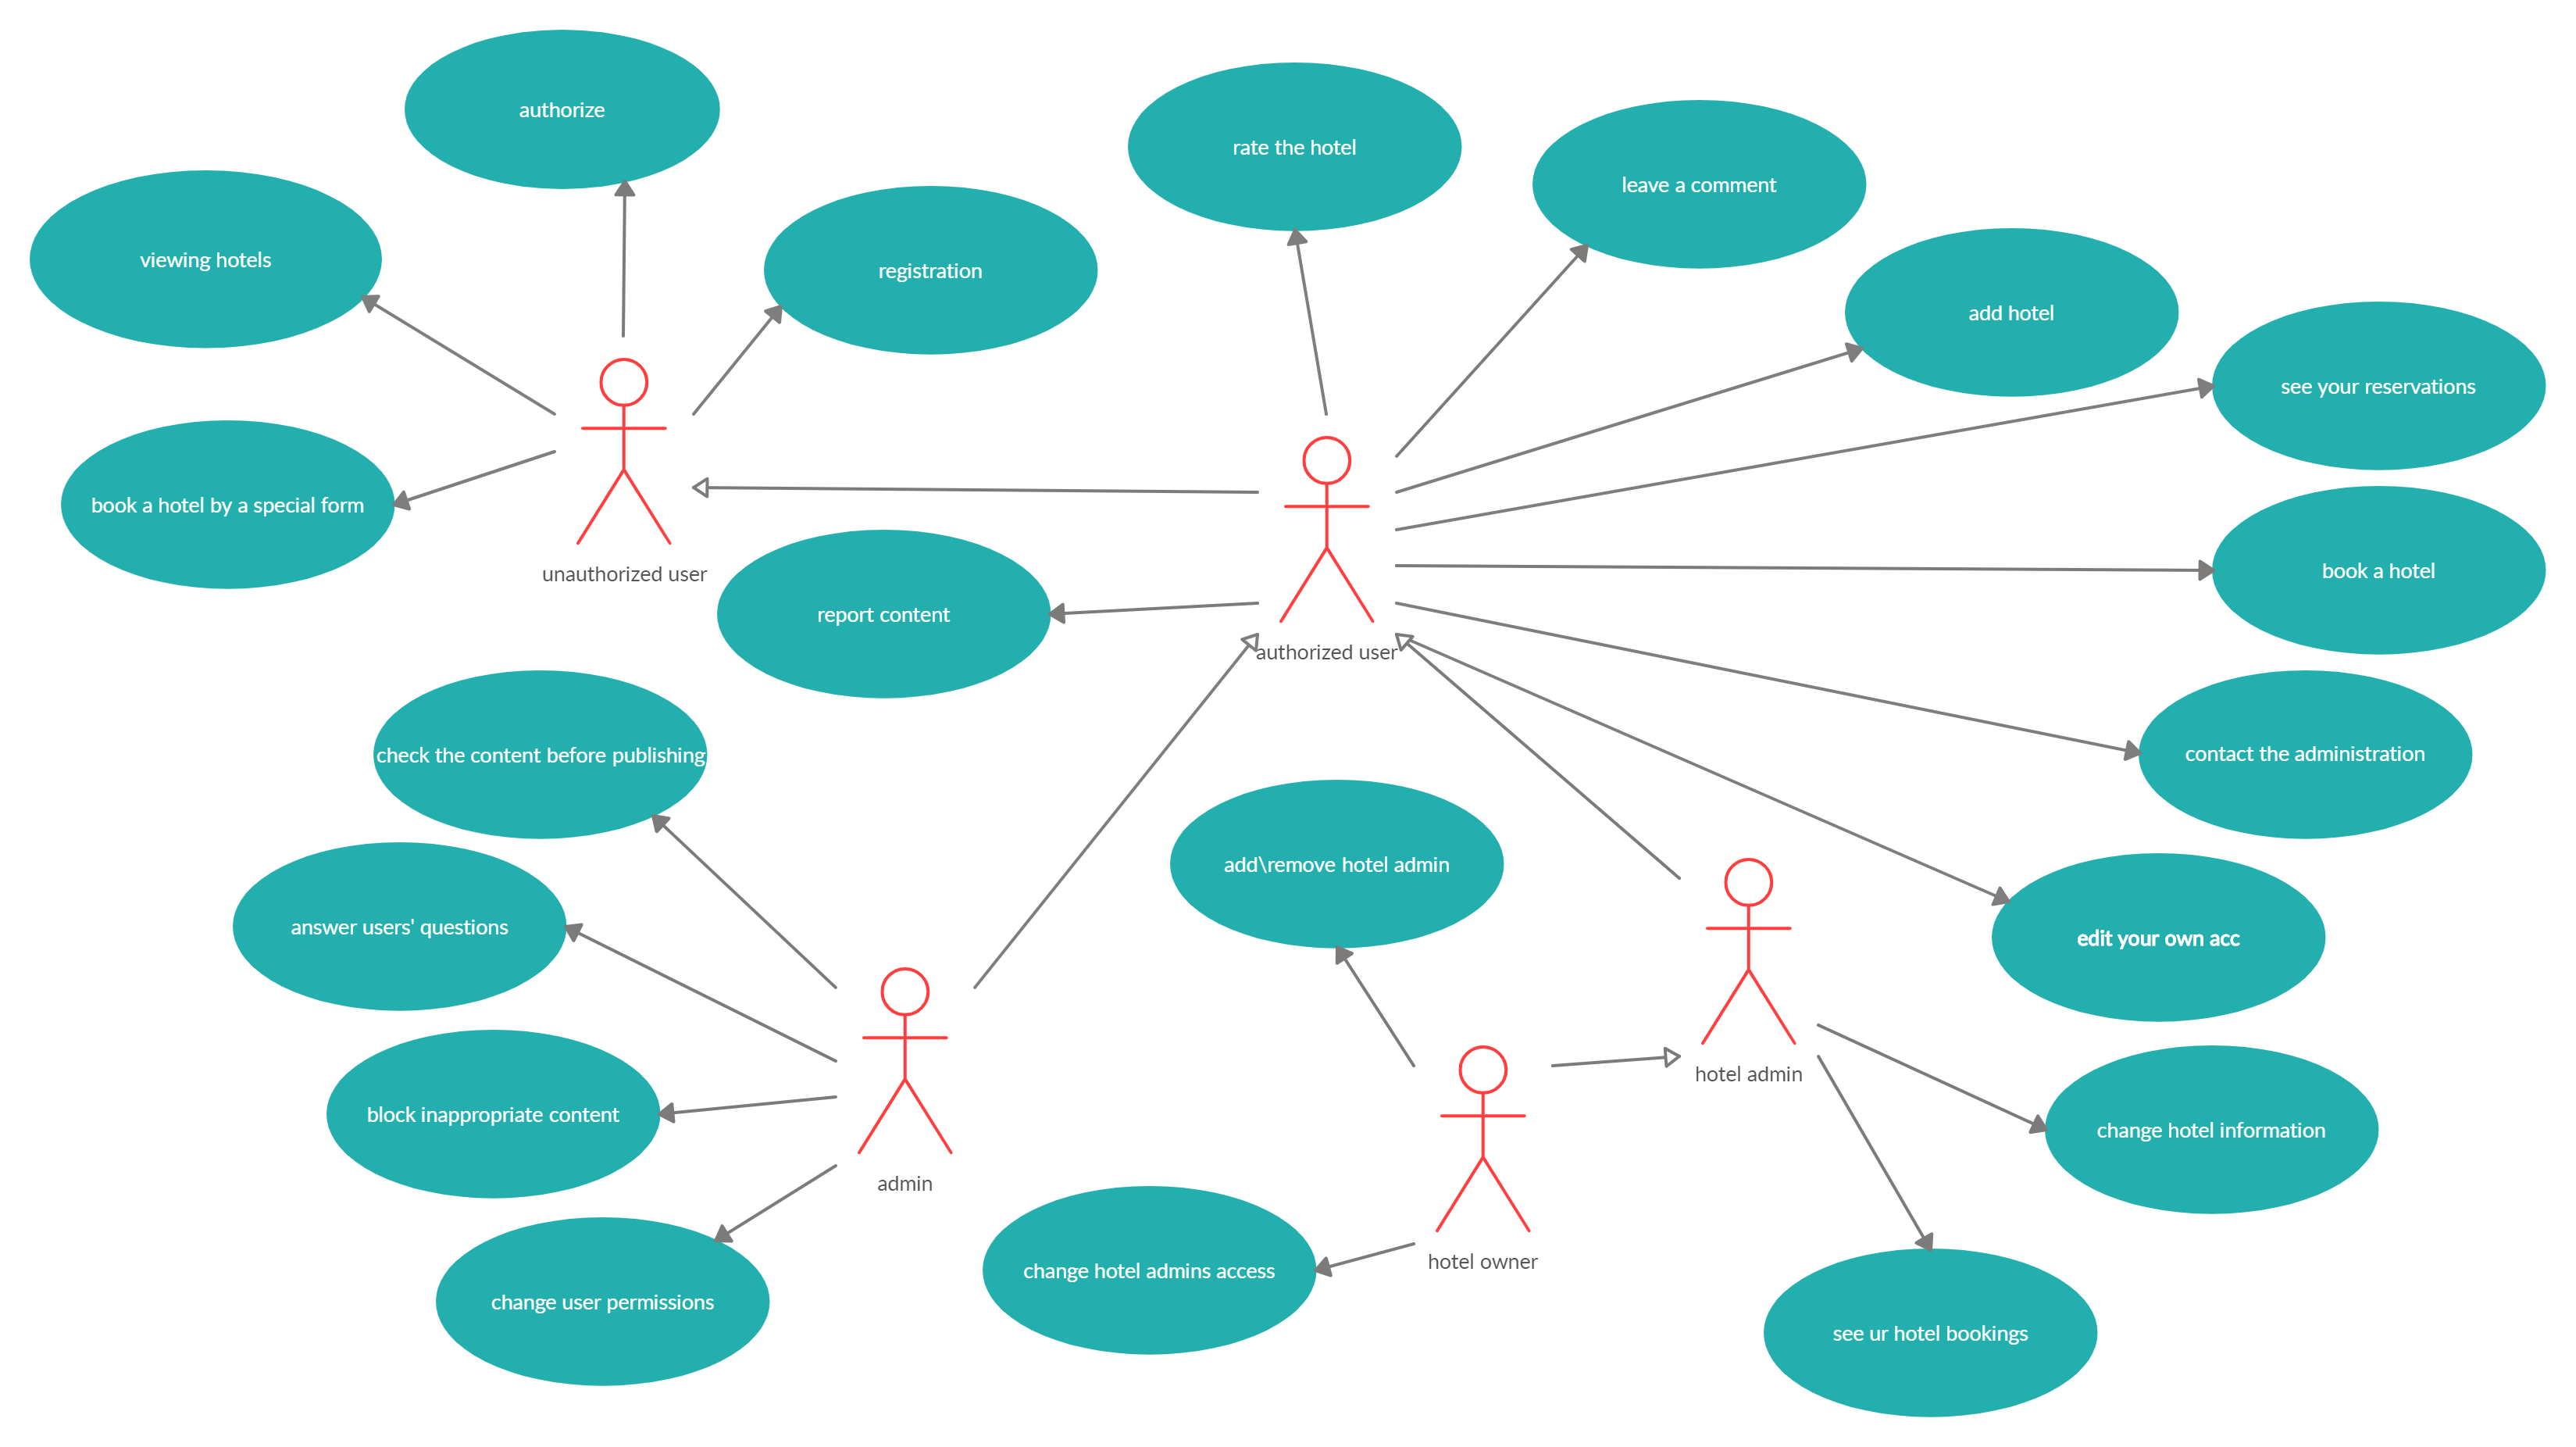 authorize
rate the hotel
leave a comment
viewing hotels
registration
add hotel
see your reservations
book a hotel by a special form
unauthorized user
book a hotel
report content
authorized user
check the content before publishing
contact the administration
add\remove hotel admin
answer users' questions
edit your own acc
hotel admin
block inappropriate content
change hotel information
admin
hotel owner
change hotel admins access
change user permissions
see ur hotel bookings